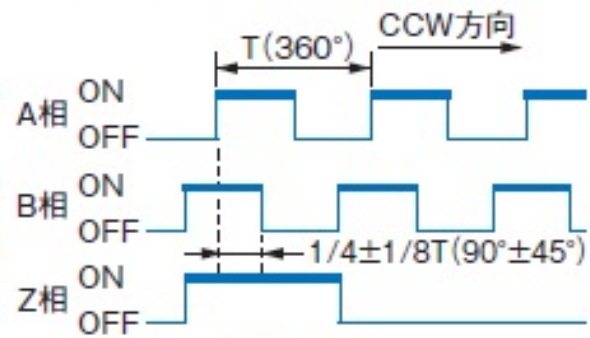 CCW方向
T(360°)
A相 ON
OFF
B相 ON
OFF
1/4±1/8T(90°±45°)
Z相 ON
OFF